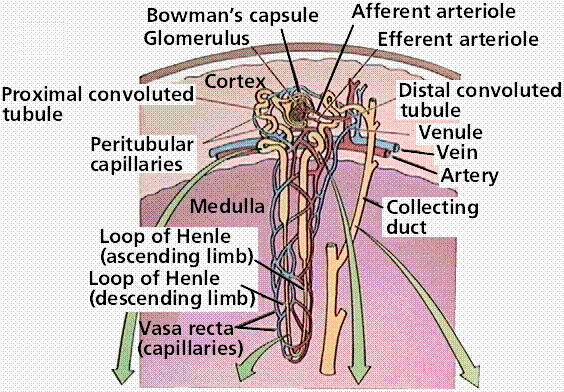 Bowman's capsule
Glomerulus
Afferent arteriole
Efferent arteriole
Cortex
Proximal convoluted
tubule
Distal convoluted
tubule
Venule
Vein
Artery
Peritubular
capillaries
Medulla
Collecting
duct
Loop of Henle
(ascending limb)
Loop of Henle
(descending limb)
Vasa recta
(capillaries)